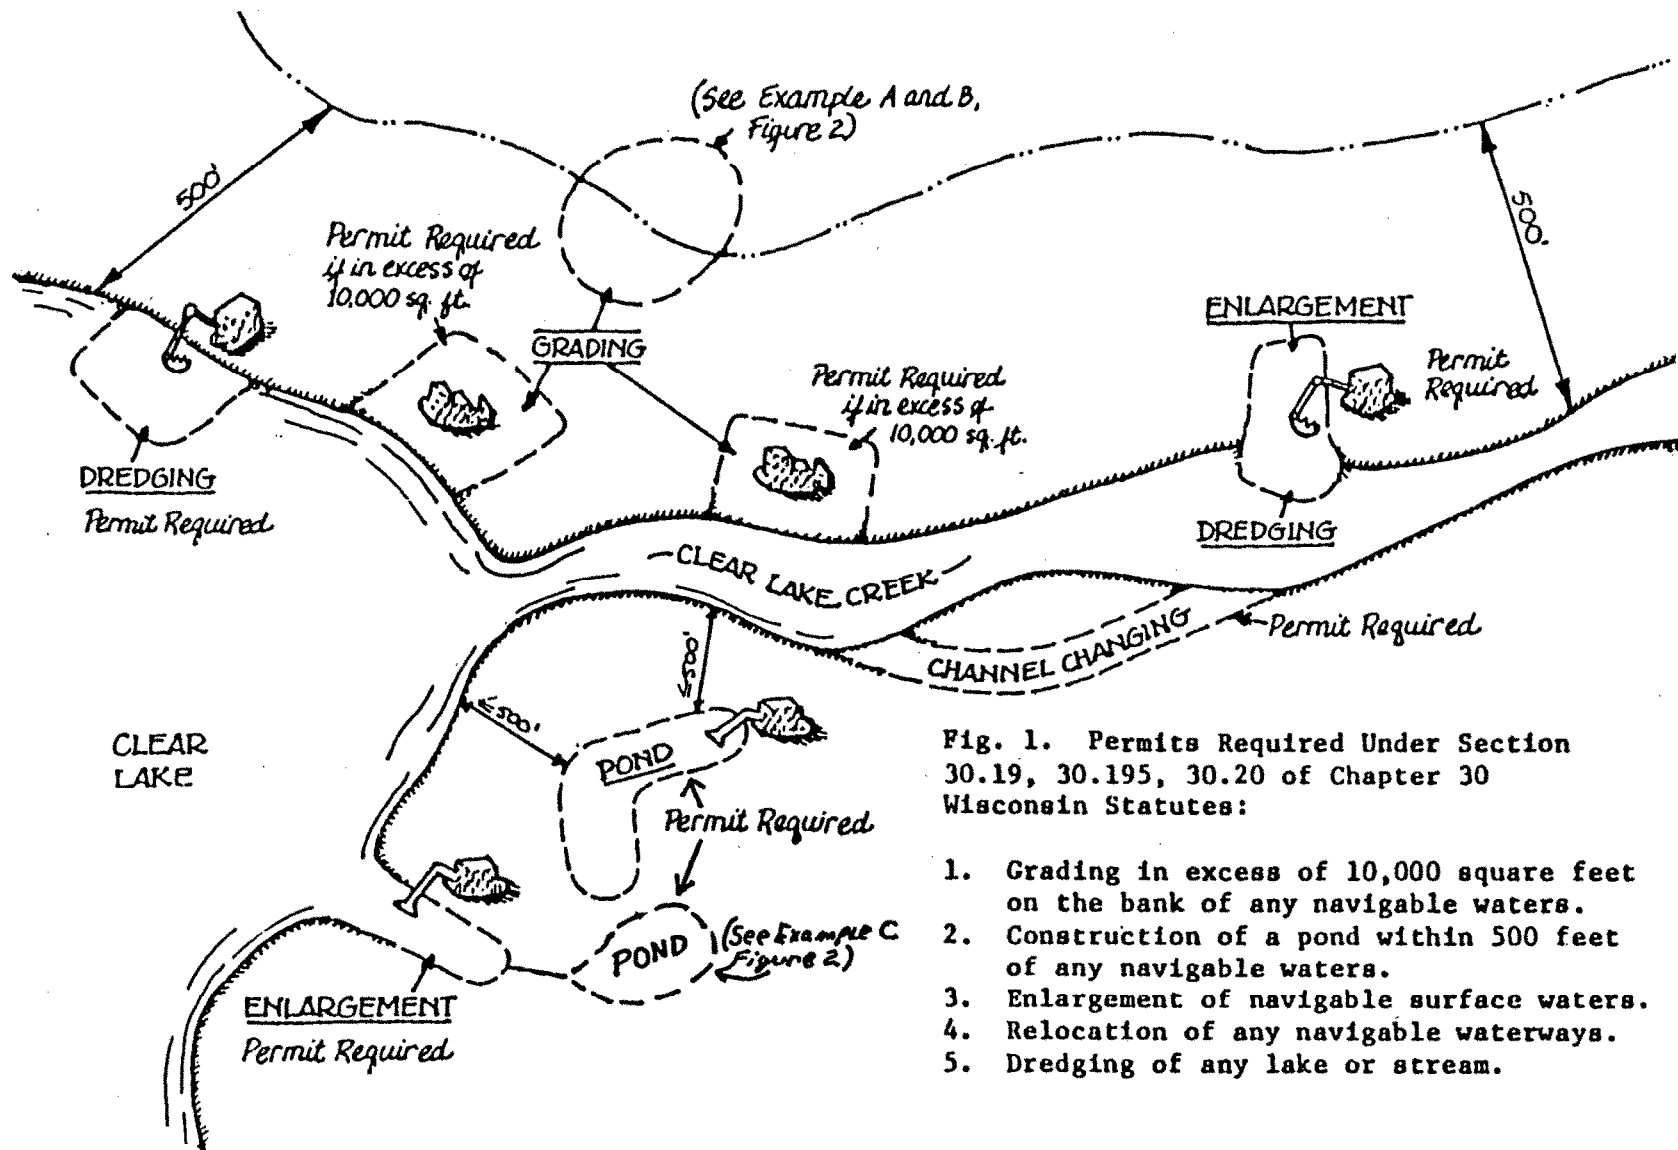 (See Example A and B,
Figure 2)
500'
500'
Permit Required
if in excess of
10,000 sq. ft.
GRADING
ENLARGEMENT
Permit
Required
Permit Required
if in excess of
10,000 sq. ft.
DREDGING
Permit Required
DREDGING
CLEAR LAKE CREEK
Permit Required
CHANNEL CHANGING
≤500'
≤500'
CLEAR
LAKE
POND
Permit Required
POND
(See Example C
Figure 2)
ENLARGEMENT
Permit Required
Fig. 1. Permits Required Under Section
30.19, 30.195, 30.20 of Chapter 30
Wisconsin Statutes:
1. Grading in excess of 10,000 square feet
on the bank of any navigable waters.
2. Construction of a pond within 500 feet
of any navigable waters.
3. Enlargement of navigable surface waters.
4. Relocation of any navigable waterways.
5. Dredging of any lake or stream.